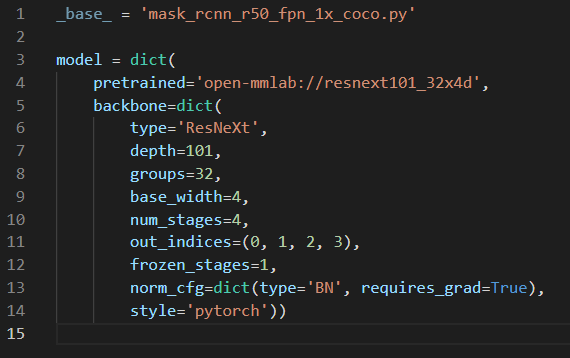 1 _base_ = 'mask_rcnn_r50_fpn_1x_coco.py'
2
3 model = dict(
4     pretrained='open-mmlab://resnext101_32x4d',
5     backbone=dict(
6         type='ResNeXt',
7         depth=101,
8         groups=32,
9         base_width=4,
10         num_stages=4,
11         out_indices=(0, 1, 2, 3),
12         frozen_stages=1,
13         norm_cfg=dict(type='BN', requires_grad=True),
14         style='pytorch'))
15